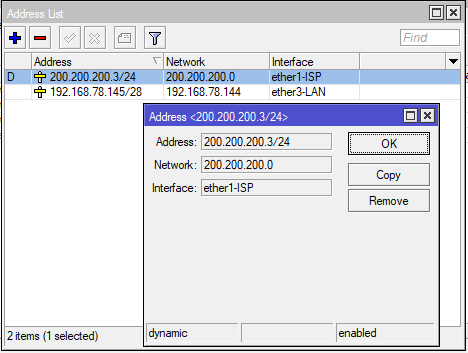 Address List
Find
Address Network Interface
D 200.200.200.3/24 200.200.200.0 ether1-ISP
192.168.78.145/28 192.168.78.144 ether3-LAN
Address <200.200.200.3/24>
Address: 200.200.200.3/24 OK
Network: 200.200.200.0 Copy
Interface: ether1-ISP Remove
dynamic enabled
2 items (1 selected)